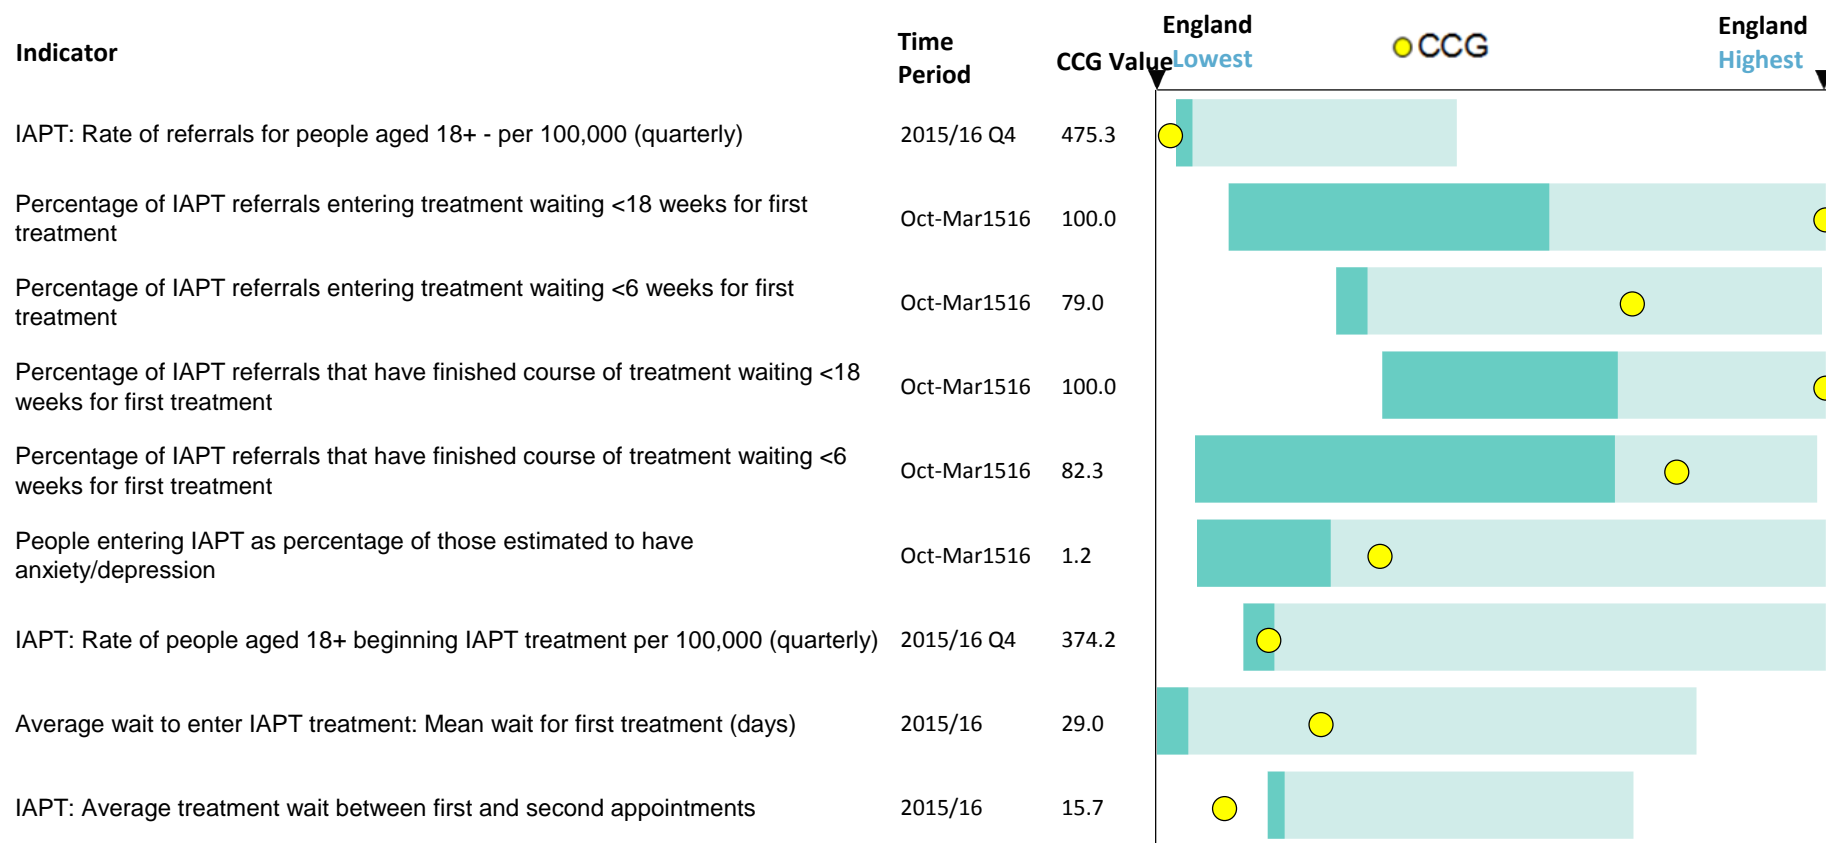 Indicator
Time
Period
CCG Value
England
Lowest
CCG
England
Highest
IAPT: Rate of referrals for people aged 18+ - per 100,000 (quarterly) 2015/16 Q4 475.3
Percentage of IAPT referrals entering treatment waiting <18 weeks for first
treatment
Oct-Mar1516 100.0
Percentage of IAPT referrals entering treatment waiting <6 weeks for first
treatment
Oct-Mar1516 79.0
Percentage of IAPT referrals that have finished course of treatment waiting <18
weeks for first treatment
Oct-Mar1516 100.0
Percentage of IAPT referrals that have finished course of treatment waiting <6
weeks for first treatment
Oct-Mar1516 82.3
People entering IAPT as percentage of those estimated to have
anxiety/depression
Oct-Mar1516 1.2
IAPT: Rate of people aged 18+ beginning IAPT treatment per 100,000 (quarterly) 2015/16 Q4 374.2
Average wait to enter IAPT treatment: Mean wait for first treatment (days) 2015/16 29.0
IAPT: Average treatment wait between first and second appointments 2015/16 15.7